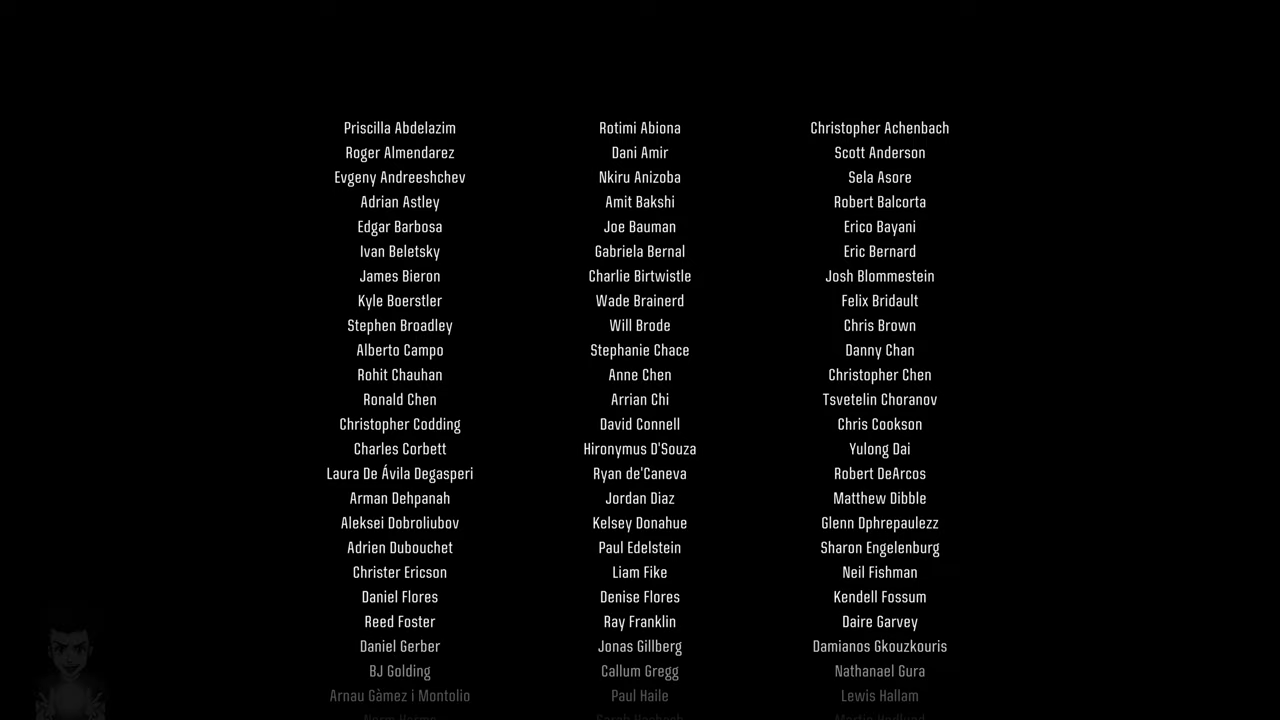 Priscilla Abdelazim Rotimi Abiona Christopher Achenbach
Roger Almendarez Dani Amir Scott Anderson
Evgeny Andreeshchev Nkiru Anizoba Sela Asore
Adrian Astley Amit Bakshi Robert Balcorta
Edgar Barbosa Joe Bauman Erico Bayani
Ivan Beletsky Gabriela Bernal Eric Bernard
James Bieron Charlie Birtwistle Josh Blommestein
Kyle Boerstler Wade Brainerd Felix Bridault
Stephen Broadley Will Brode Chris Brown
Alberto Campo Stephanie Chace Danny Chan
Rohit Chauhan Anne Chen Christopher Chen
Ronald Chen Arrian Chi Tsvetelin Choranov
Christopher Codding David Connell Chris Cookson
Charles Corbett Hironymus D'Souza Yulong Dai
Laura De Ávila Degasperi Ryan de'Caneva Robert DeArcos
Arman Dehpanah Jordan Diaz Matthew Dibble
Aleksei Dobroliubov Kelsey Donahue Glenn Dphrepaulezz
Adrien Dubouchet Paul Edelstein Sharon Engelenburg
Christer Ericson Liam Fike Neil Fishman
Daniel Flores Denise Flores Kendell Fossum
Reed Foster Ray Franklin Daire Garvey
Daniel Gerber Jonas Gillberg Damianos Gkouzkouris
BJ Golding Callum Gregg Nathanael Gura
Arnau Gàmez i Montolio Paul Haile Lewis Hallam